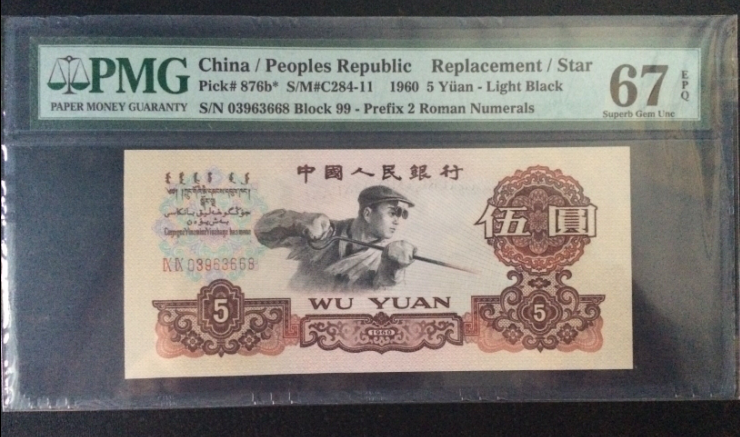 PMG
PAPER MONEY GUARANTY
China / Peoples Republic Replacement / Star
Pick# 876b* S/M#C284-11 1960 5 Yüan - Light Black
S/N 03963668 Block 99 - Prefix 2 Roman Numerals
67
EPQ
Superb Gem Unc
中國人民銀行
伍圓
IX IX 03963668
WU YUAN
5
1960
5